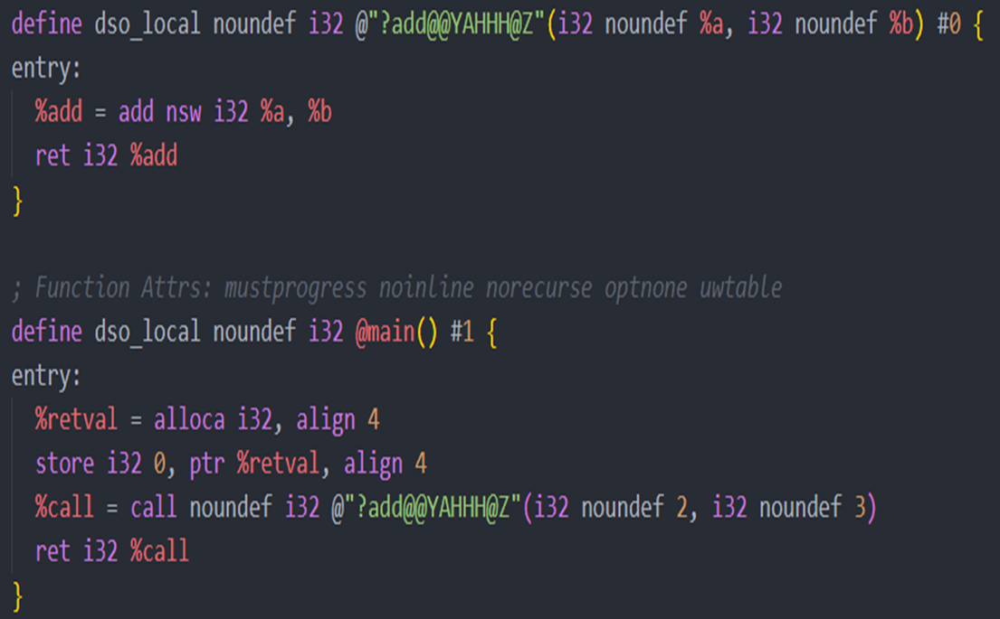 define dso_local noundef i32 @"?add@@YAHHH@Z"(i32 noundef %a, i32 noundef %b) #0 {
entry:
  %add = add nsw i32 %a, %b
  ret i32 %add
}

; Function Attrs: mustprogress noinline norecurse optnone uwtable
define dso_local noundef i32 @main() #1 {
entry:
  %retval = alloca i32, align 4
  store i32 0, ptr %retval, align 4
  %call = call noundef i32 @"?add@@YAHHH@Z"(i32 noundef 2, i32 noundef 3)
  ret i32 %call
}